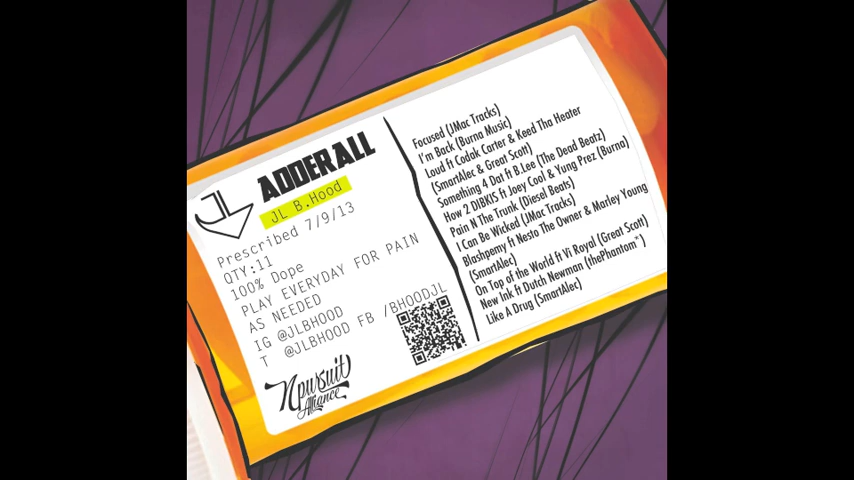 JL
ADDERALL
JL B.Hood
Prescribed 7/9/13
QTY:11
100% Dope
PLAY EVERYDAY FOR PAIN
AS NEEDED
IG @JLBHOOD
T @JLBHOOD FB /BHOODJL
Npursuit
Alliance
Focused (JMac Tracks)
I'm Back (Burna Music)
Loud ft Codak Carter & Keed Tha Heater
(SmartAlec & Great Scott)
Something 4 Dat ft B.Lee (The Dead Beatz)
How 2 DIBKIS ft Joey Cool & Yung Prez (Burna)
Pain N The Trunk (Diesel Beats)
I Can Be Wicked (JMac Tracks)
Blashpemy ft Nesto The Owner & Marley Young
(SmartAlec)
On Top of the World ft Vi Royal (Great Scott)
New Ink ft Dutch Newman (thePhantom*)
Like A Drug (SmartAlec)